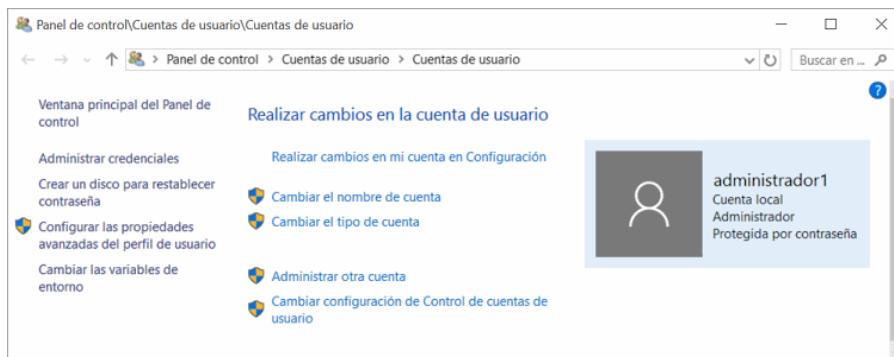 Panel de control\Cuentas de usuario\Cuentas de usuario
Panel de control > Cuentas de usuario > Cuentas de usuario
Buscar en ...
Ventana principal del Panel de
control
Administrar credenciales
Crear un disco para restablecer
contraseña
Configurar las propiedades
avanzadas del perfil de usuario
Cambiar las variables de
entorno
Realizar cambios en la cuenta de usuario
Realizar cambios en mi cuenta en Configuración
Cambiar el nombre de cuenta
Cambiar el tipo de cuenta
Administrar otra cuenta
Cambiar configuración de Control de cuentas de
usuario
administrador1
Cuenta local
Administrador
Protegida por contraseña
?